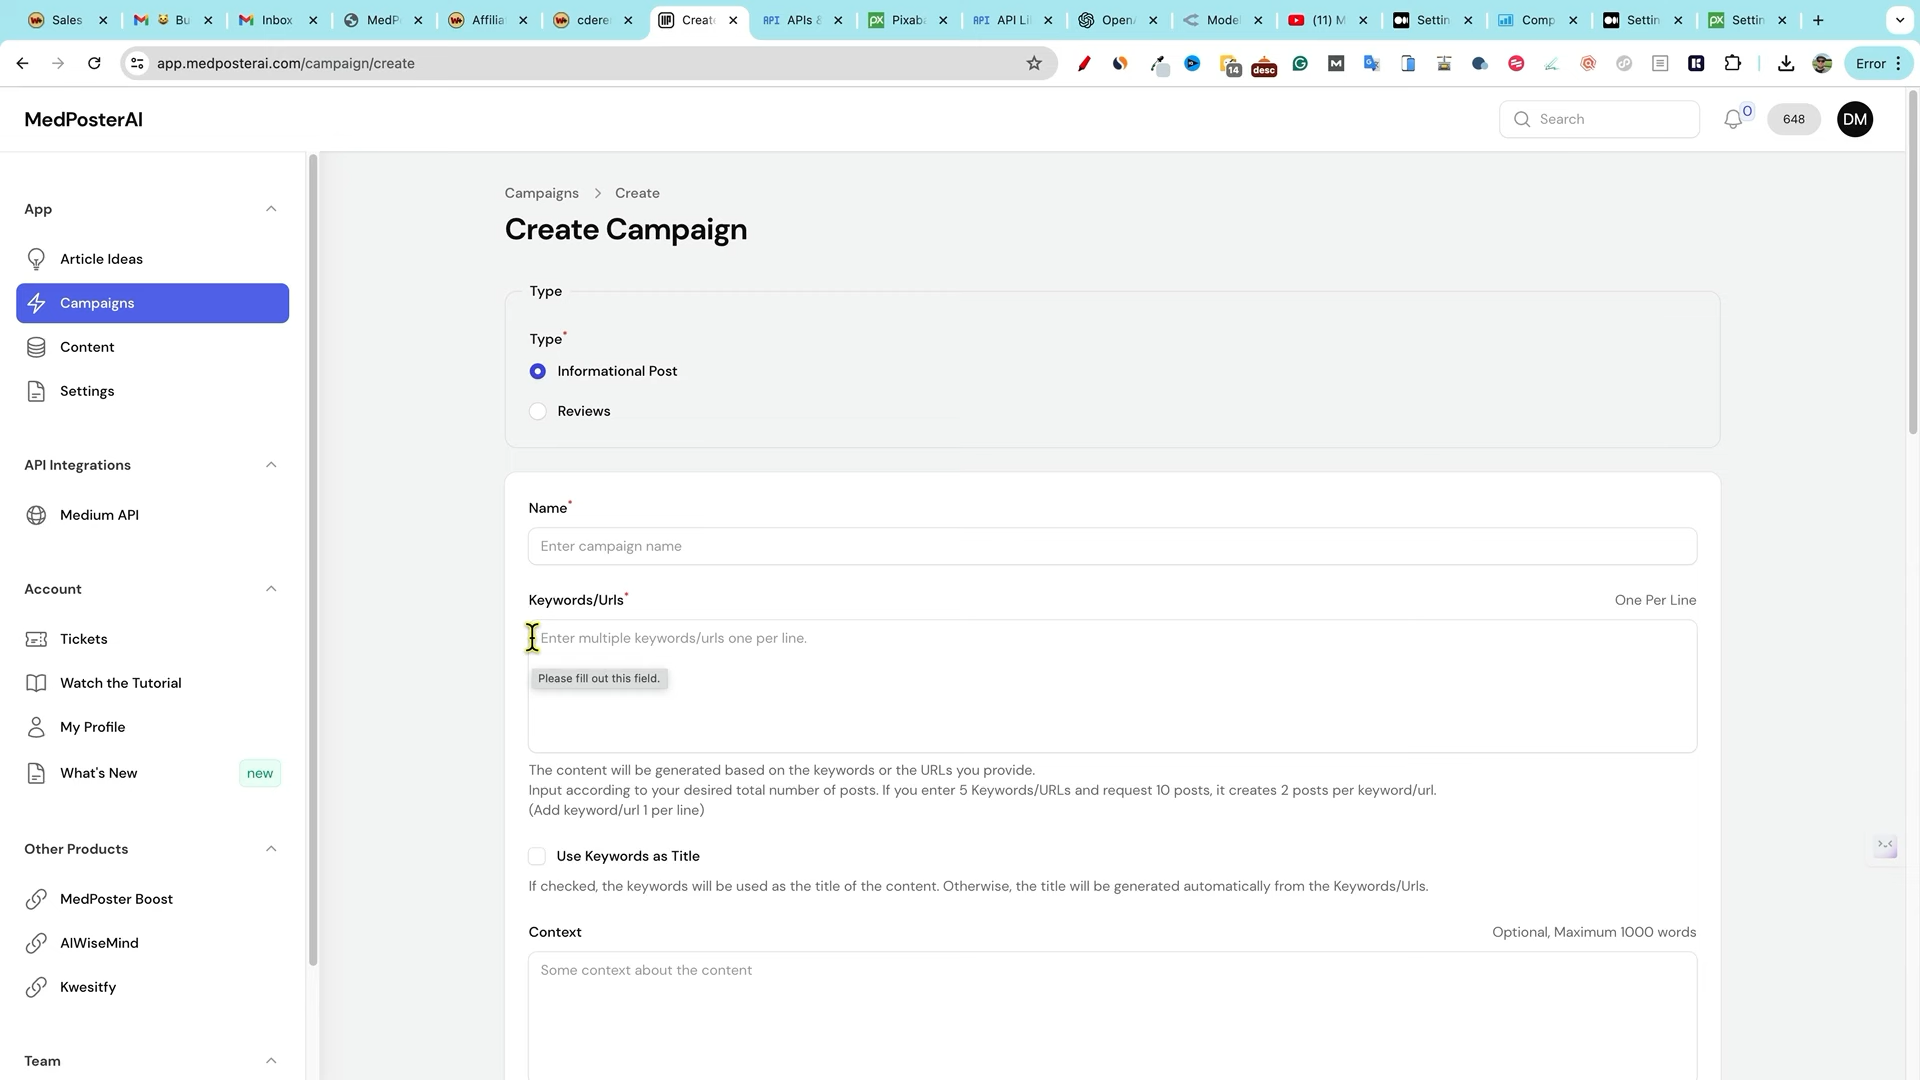 Sales
Bu
Inbox
MedP
Affilia
cdere
Create
APIs &
Pixab
API Li
Open
Model
(11) M
Settin
Comp
Settin
Settin
app.medposterai.com/campaign/create
14
desc
Error
MedPosterAI
Search
0
648
DM
App
Article Ideas
Campaigns
Content
Settings
API Integrations
Medium API
Account
Tickets
Watch the Tutorial
My Profile
What's New
new
Other Products
MedPoster Boost
AIWiseMind
Kwesitfy
Team
Campaigns > Create
Create Campaign
Type
Type*
Informational Post
Reviews
Name*
Enter campaign name
Keywords/Urls*
One Per Line
Enter multiple keywords/urls one per line.
Please fill out this field.
The content will be generated based on the keywords or the URLs you provide.
Input according to your desired total number of posts. If you enter 5 Keywords/URLs and request 10 posts, it creates 2 posts per keyword/url.
(Add keyword/url 1 per line)
Use Keywords as Title
If checked, the keywords will be used as the title of the content. Otherwise, the title will be generated automatically from the Keywords/Urls.
Context
Optional, Maximum 1000 words
Some context about the content